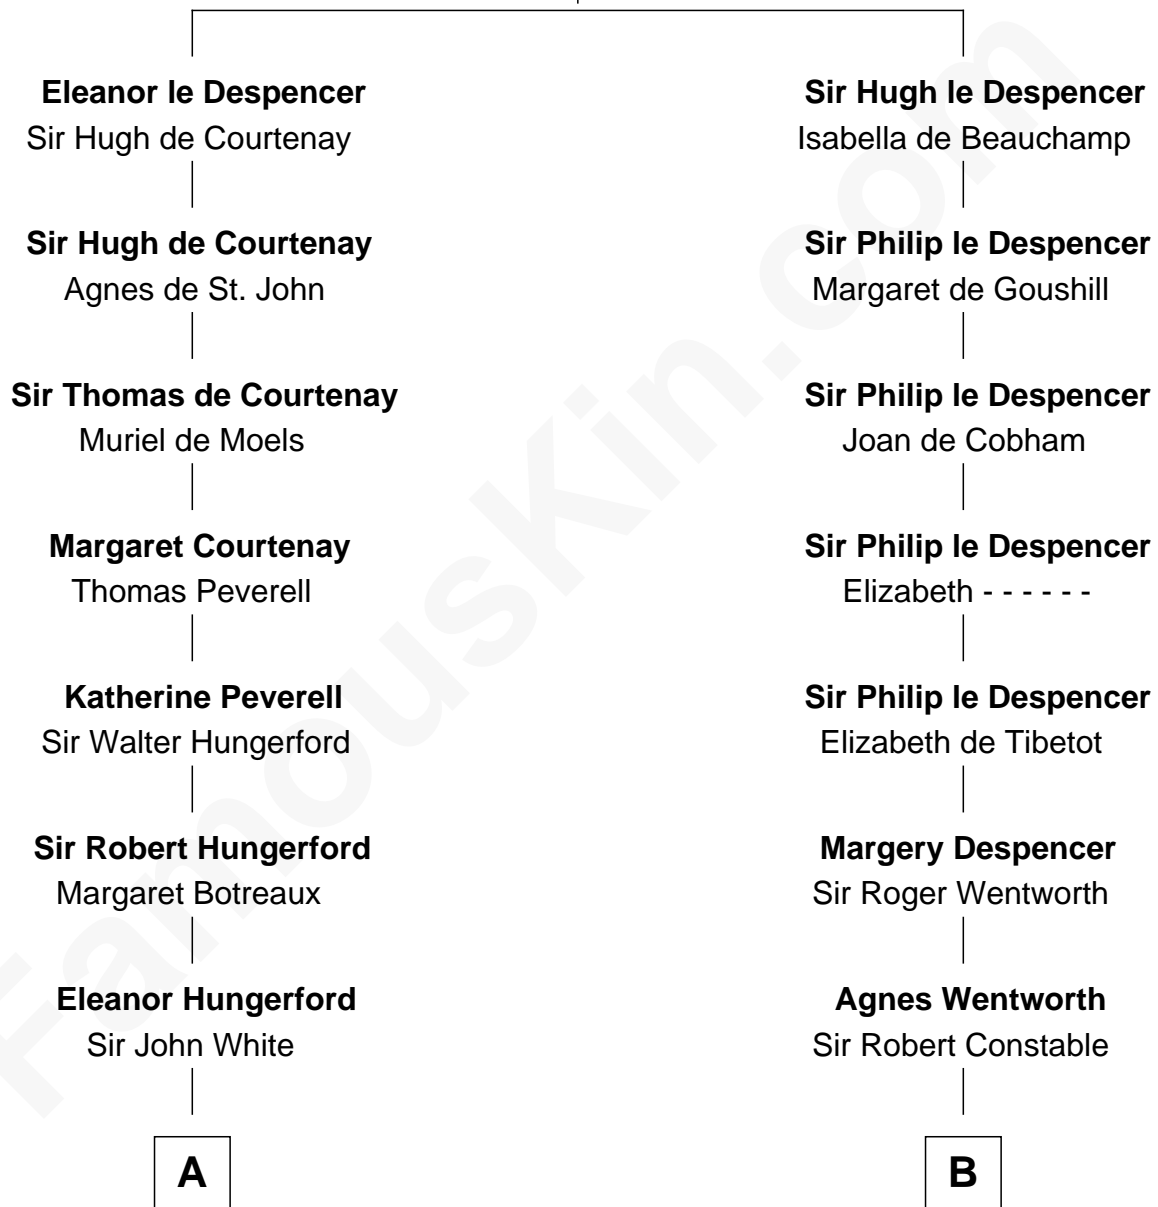 Eleanor le Despencer
Sir Hugh de Courtenay
Sir Hugh de Courtenay
Agnes de St. John
Sir Thomas de Courtenay
Muriel de Moels
Margaret Courtenay
Thomas Peverell
Katherine Peverell
Sir Walter Hungerford
Sir Robert Hungerford
Margaret Botreaux
Eleanor Hungerford
Sir John White
A
Sir Hugh le Despencer
Isabella de Beauchamp
Sir Philip le Despencer
Margaret de Goushill
Sir Philip le Despencer
Joan de Cobham
Sir Philip le Despencer
Elizabeth - - - - - -
Sir Philip le Despencer
Elizabeth de Tibetot
Margery Despencer
Sir Roger Wentworth
Agnes Wentworth
Sir Robert Constable
B
FamousKin.com